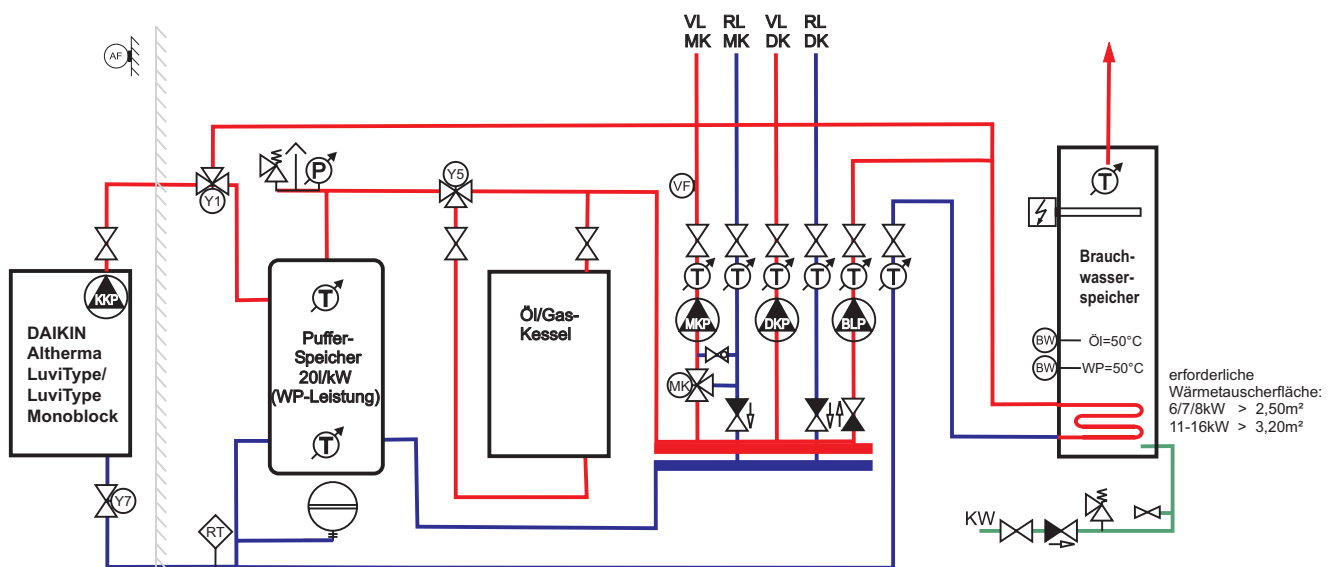 VL RL VL RL
MK MK DK DK
AF
Y1
P
Y5
VF
T
KKP
T
T T T T T T
MKP DKP BLP
DAIKIN
Altherma
LuviType/
LuviType
Monoblock
Puffer-
Speicher
20l/kW
(WP-Leistung)
T
Öl/Gas-
Kessel
MK
Brauch-
wasser-
speicher
BW Öl=50°C
BW WP=50°C
erforderliche
Wärmetauscherfläche:
6/7/8kW > 2,50m²
11-16kW > 3,20m²
Y7
RT
KW